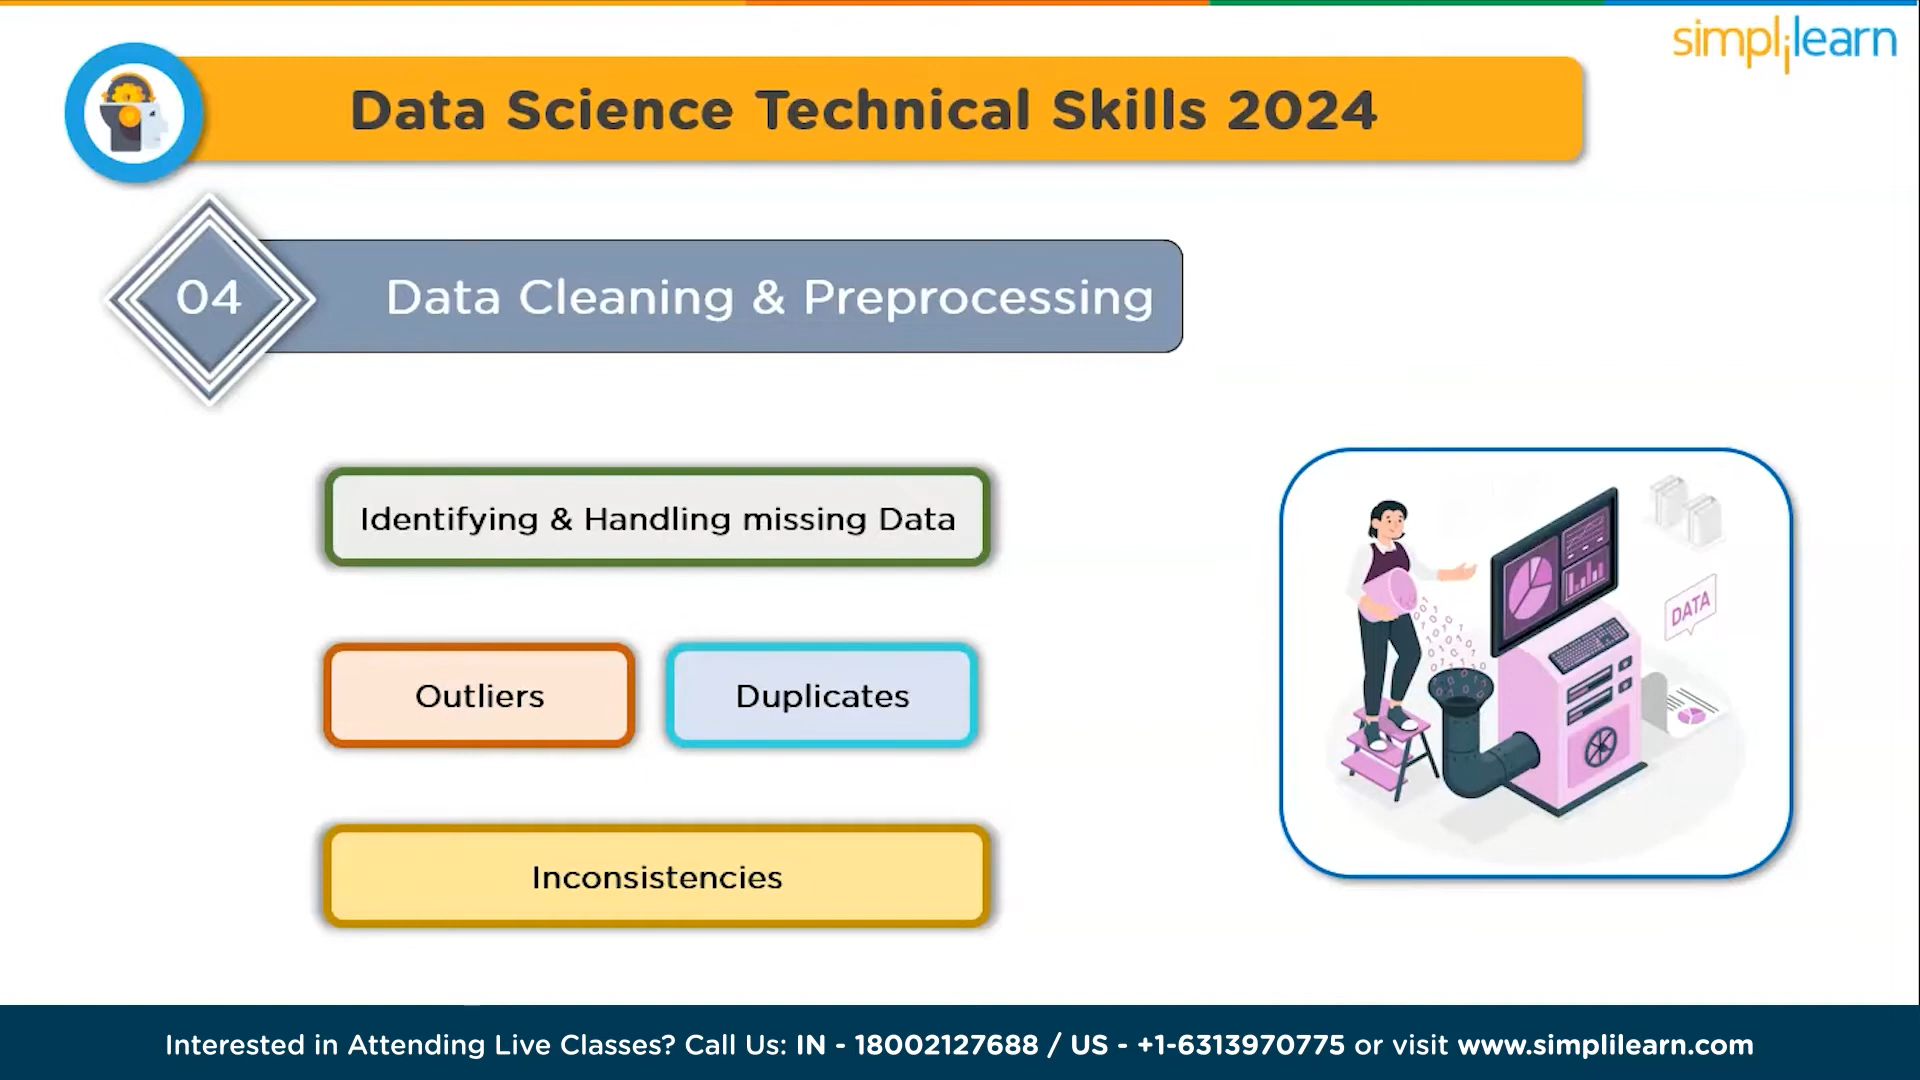 simplilearn
Data Science Technical Skills 2024
04
Data Cleaning & Preprocessing
Identifying & Handling missing Data
Outliers
Duplicates
Inconsistencies
DATA
Interested in Attending Live Classes? Call Us: IN - 18002127688 / US - +1-6313970775 or visit www.simplilearn.com